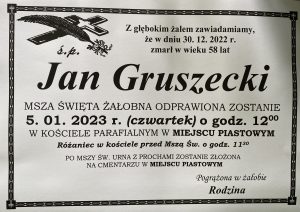 ś.p.
Z głębokim żalem zawiadamiamy,
że w dniu 30. 12. 2022 r.
zmarł w wieku 58 lat
Jan Gruszecki
MSZA ŚWIĘTA ŻAŁOBNA ODPRAWIONA ZOSTANIE
5. 01. 2023 r. (czwartek) o godz. 12⁰⁰
W KOŚCIELE PARAFIALNYM W MIEJSCU PIASTOWYM
Różaniec w kościele przed Mszą Św. o godz. 11³⁰
PO MSZY ŚW. URNA Z PROCHAMI ZOSTANIE ZŁOŻONA
NA CMENTARZU W MIEJSCU PIASTOWYM
Pogrążona w żałobie
Rodzina